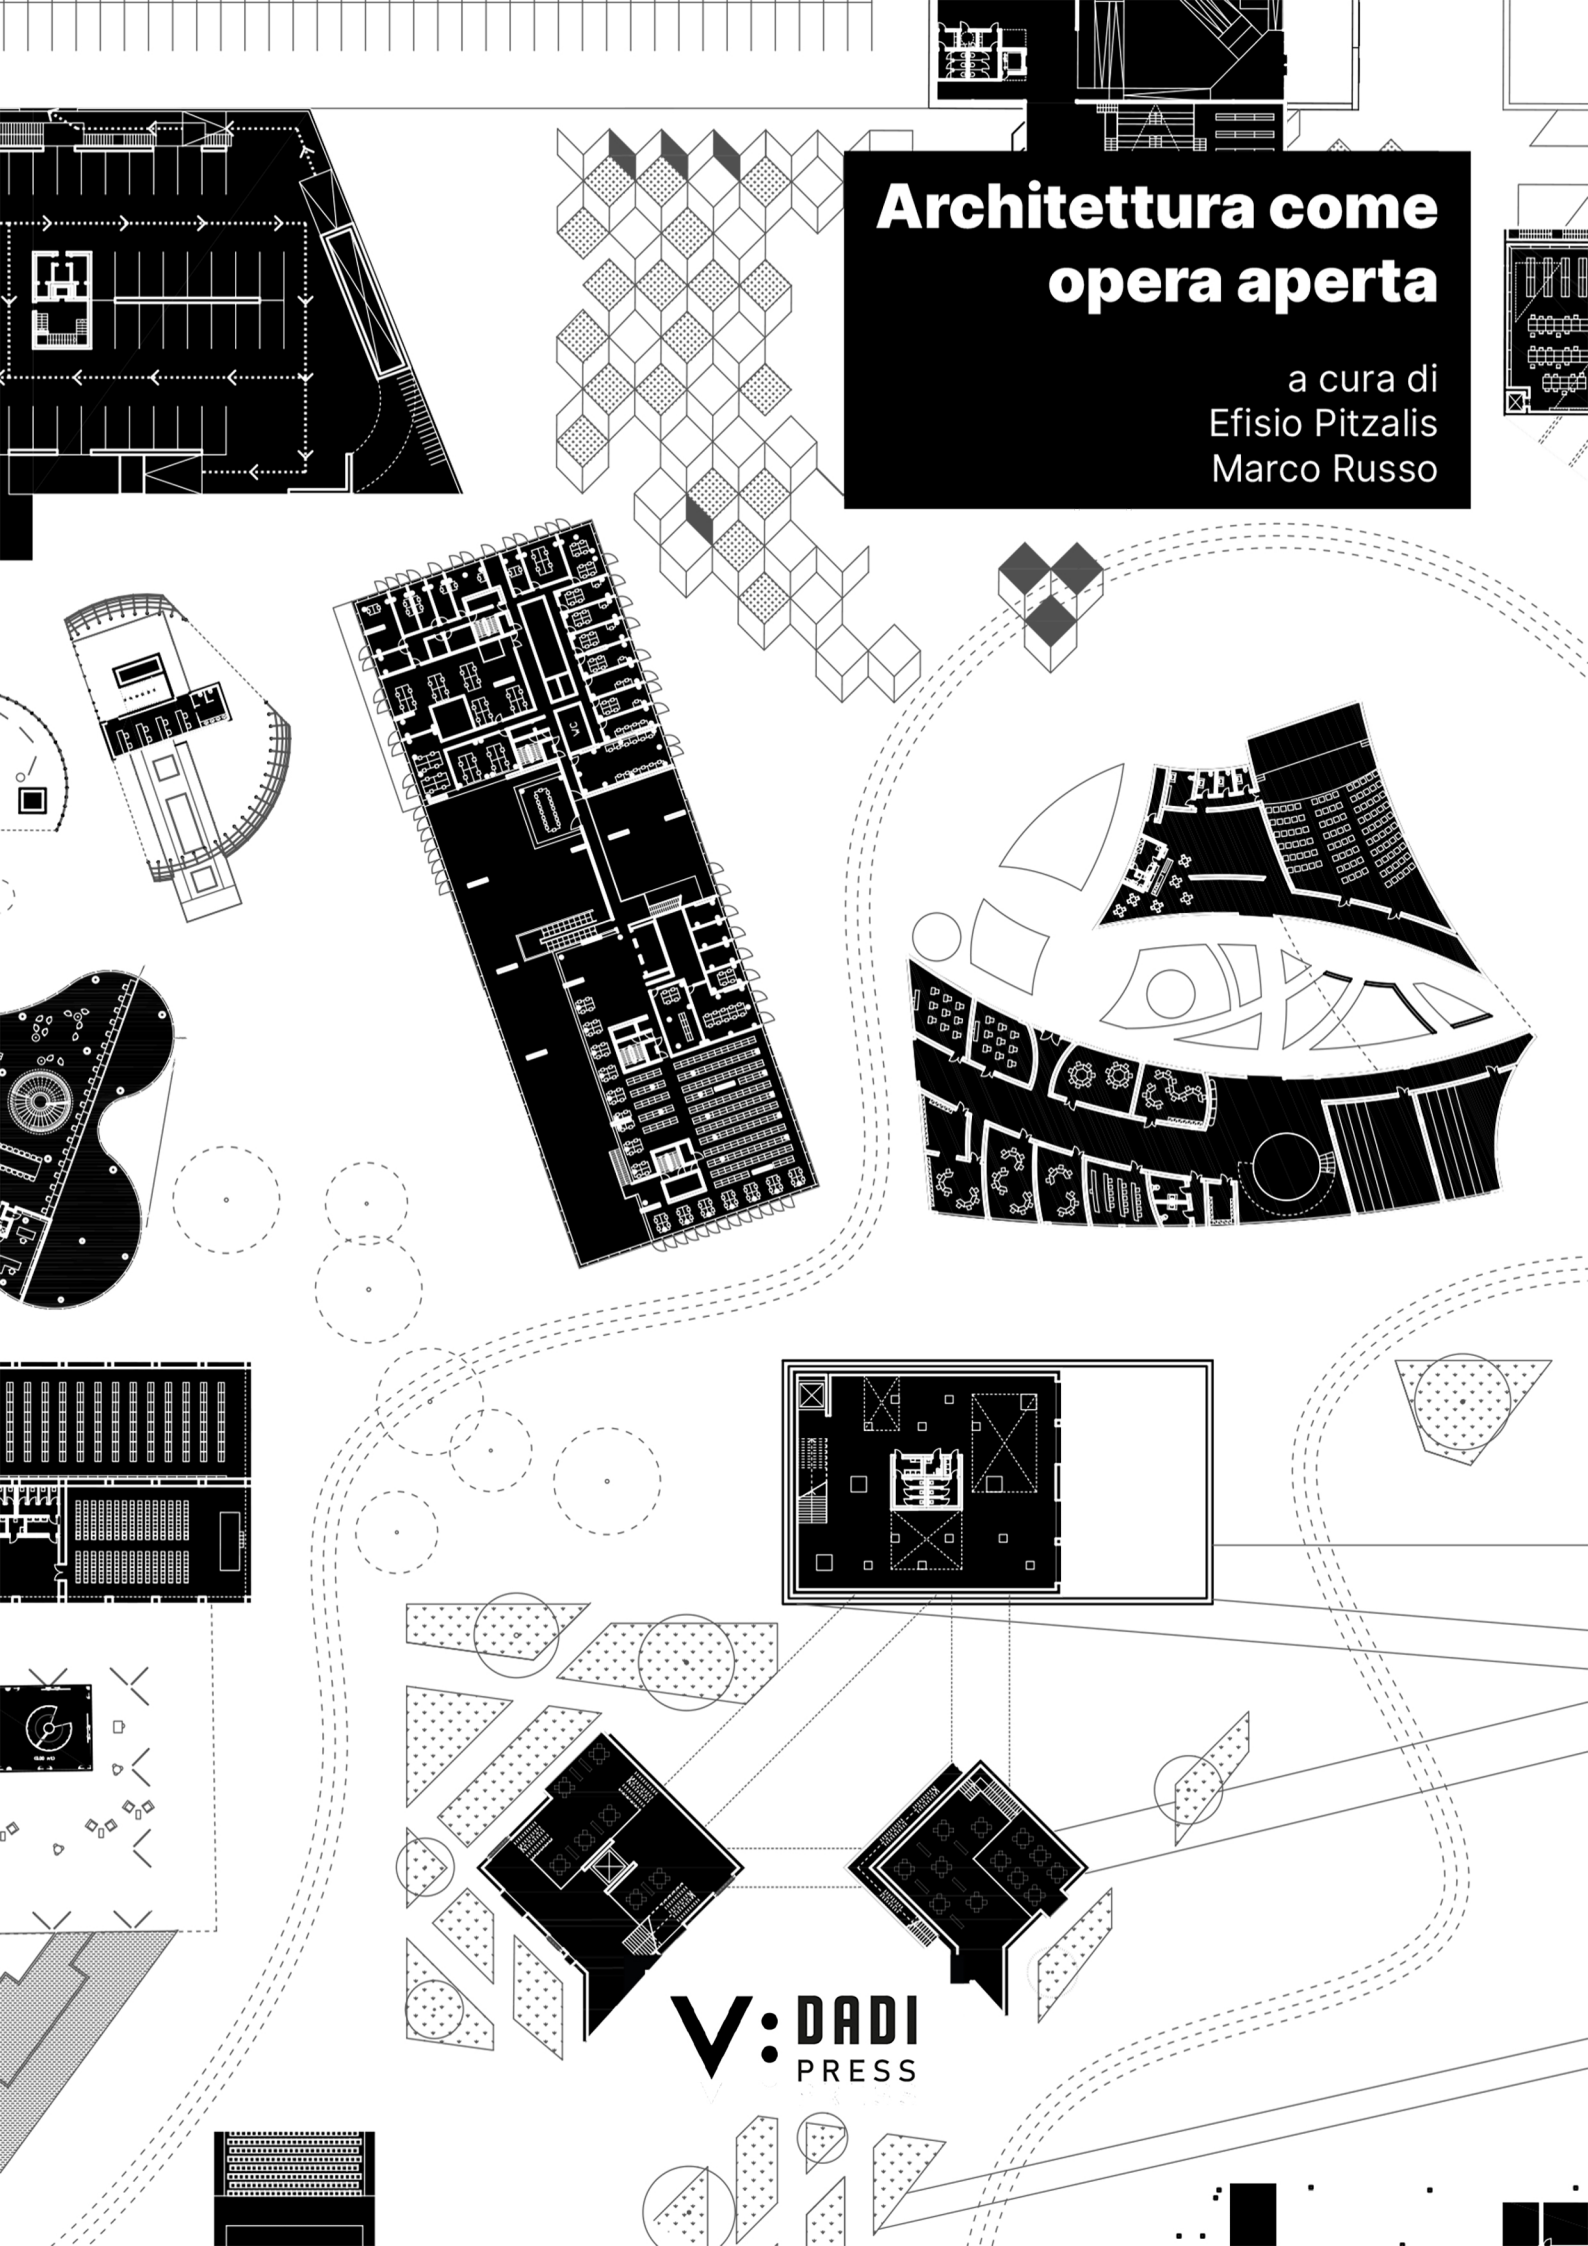 Architettura come
opera aperta
a cura di
Efisio Pitzalis
Marco Russo
V: DADI
PRESS